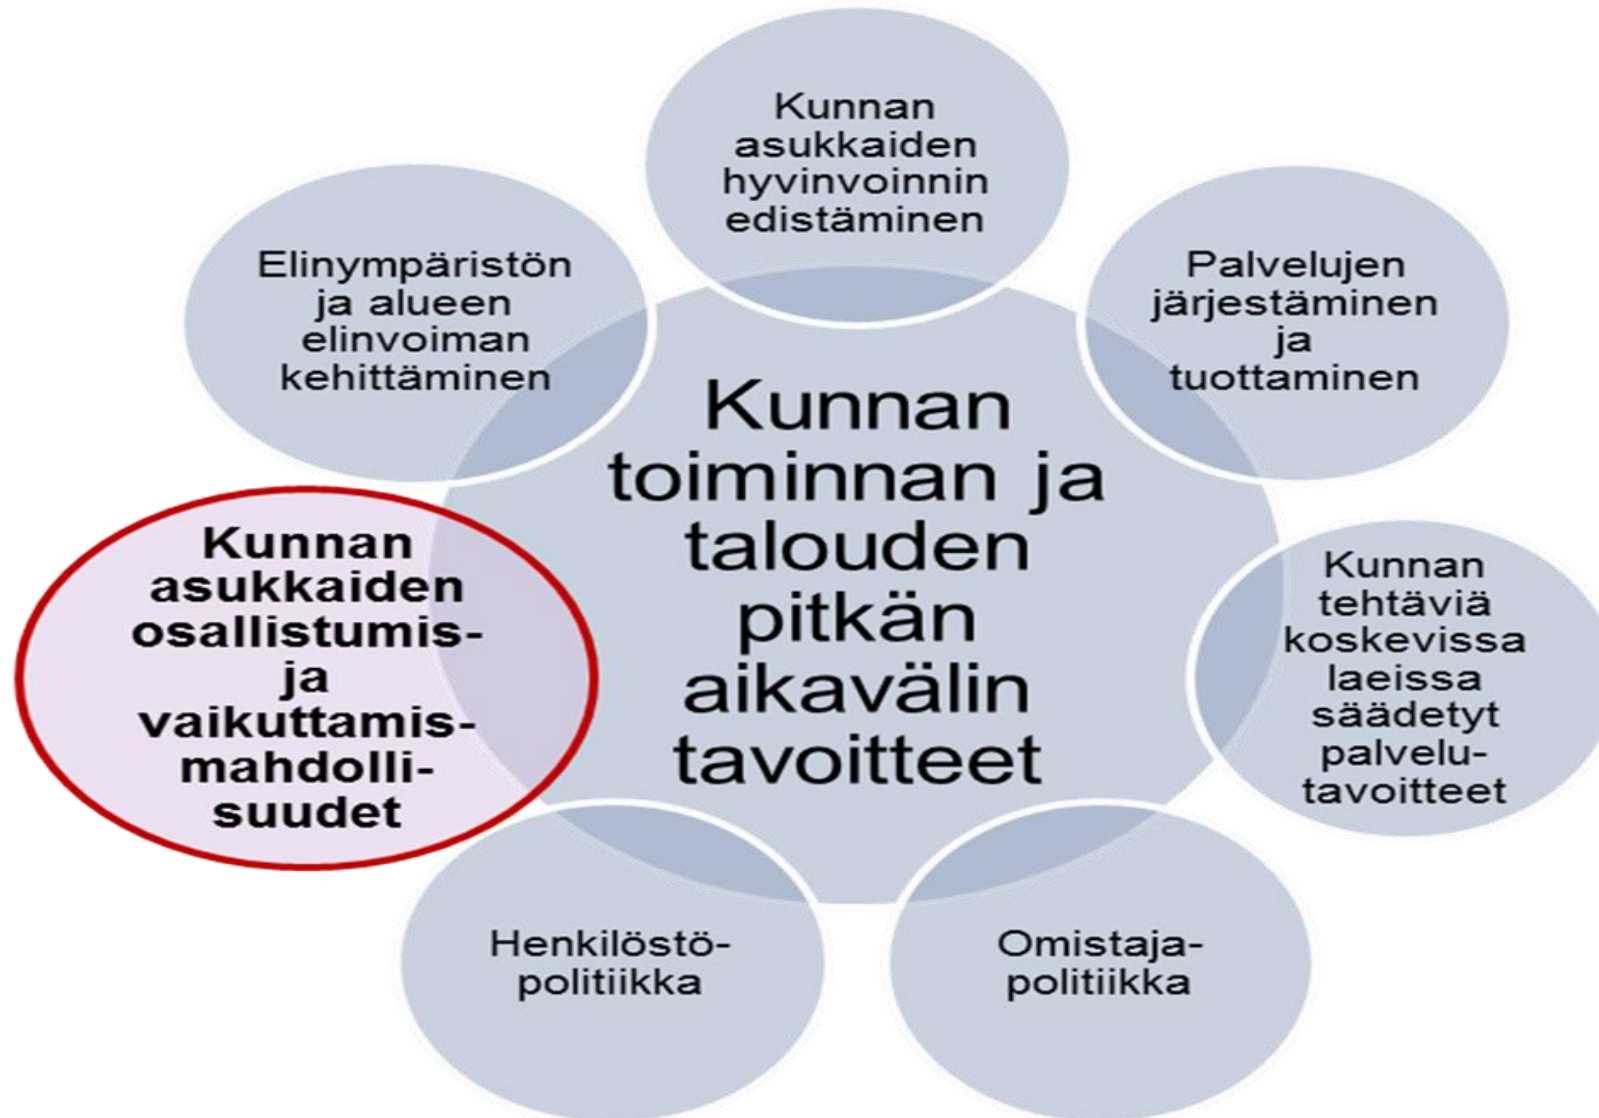 Kunnan
asukkaiden
hyvinvoinnin
edistäminen
Elinympäristön
ja alueen
elinvoiman
kehittäminen
Palvelujen
järjestäminen
ja
tuottaminen
Kunnan
toiminnan ja
talouden
pitkän
aikavälin
tavoitteet
Kunnan
asukkaiden
osallistumis-
ja
vaikuttamis-
mahdolli-
suudet
Kunnan
tehtäviä
koskevissa
laeissa
säädetyt
palvelu-
tavoitteet
Henkilöstö-
politiikka
Omistaja-
politiikka